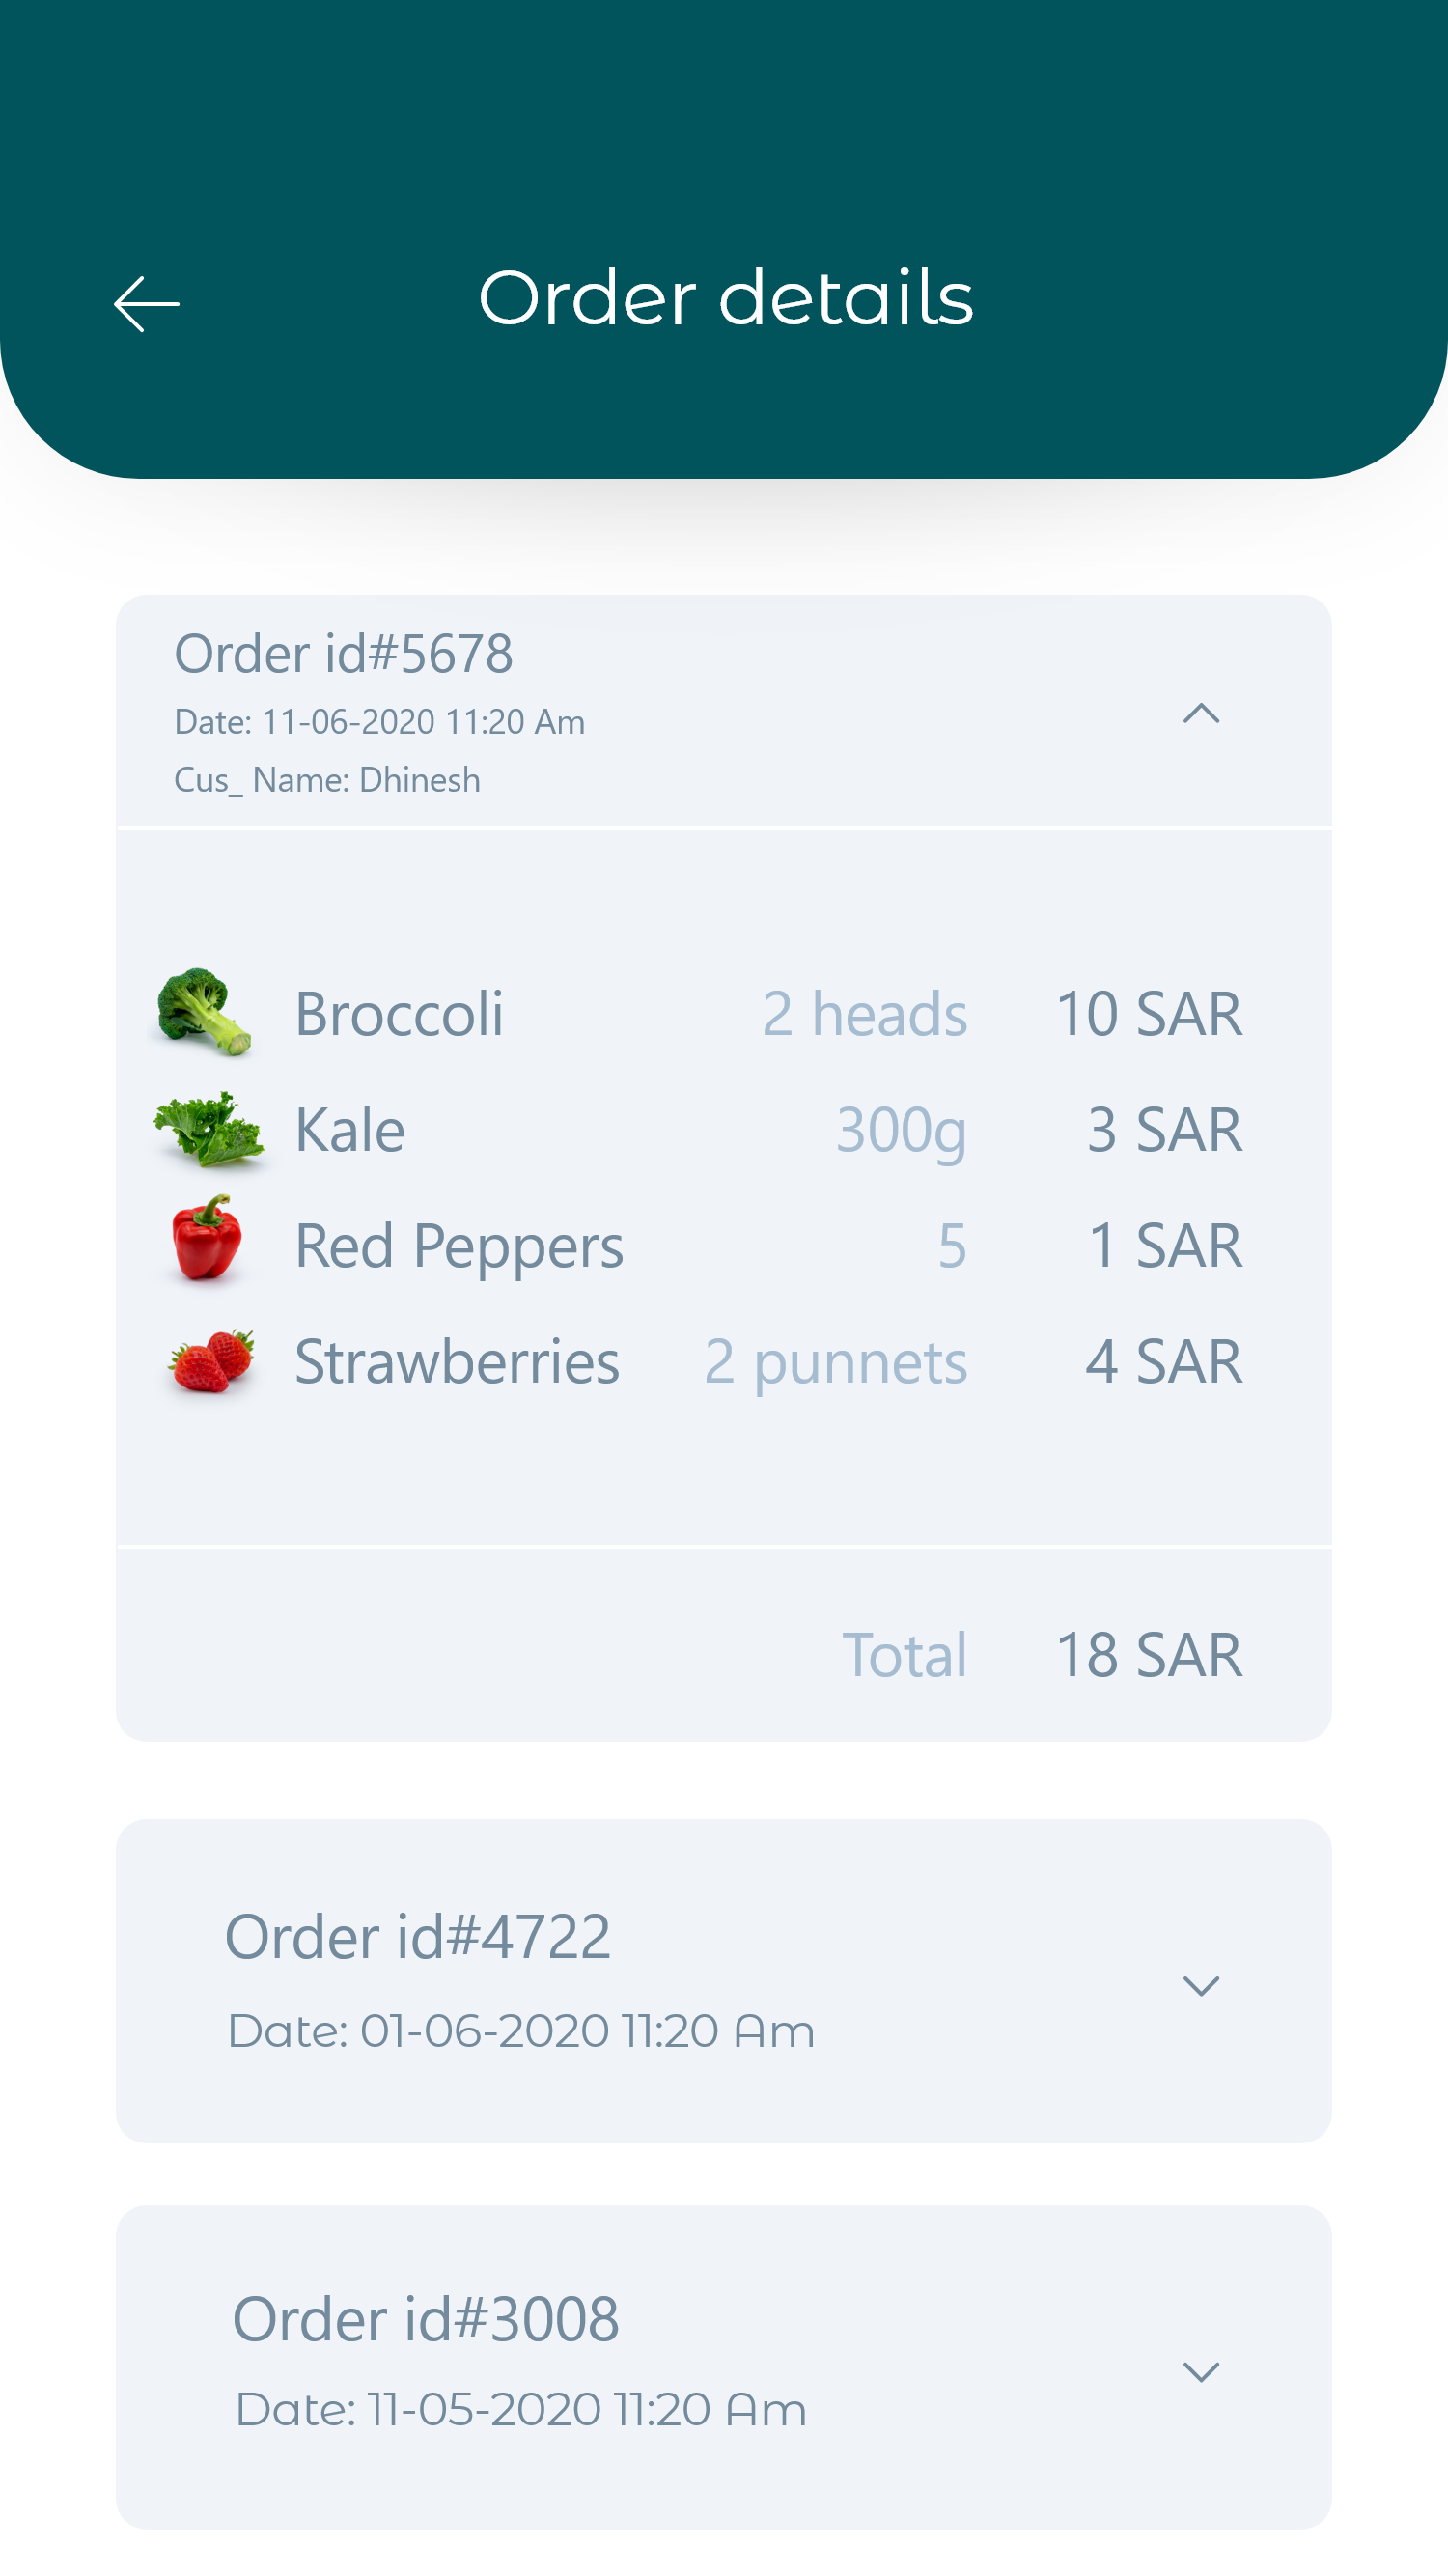 Order details
Order id#5678
Date: 11-06-2020 11:20 Am
Cus_ Name: Dhinesh
Broccoli 2 heads 10 SAR
Kale 300g 3 SAR
Red Peppers 5 1 SAR
Strawberries 2 punnets 4 SAR
Total 18 SAR
Order id#4722
Date: 01-06-2020 11:20 Am
Order id#3008
Date: 11-05-2020 11:20 Am